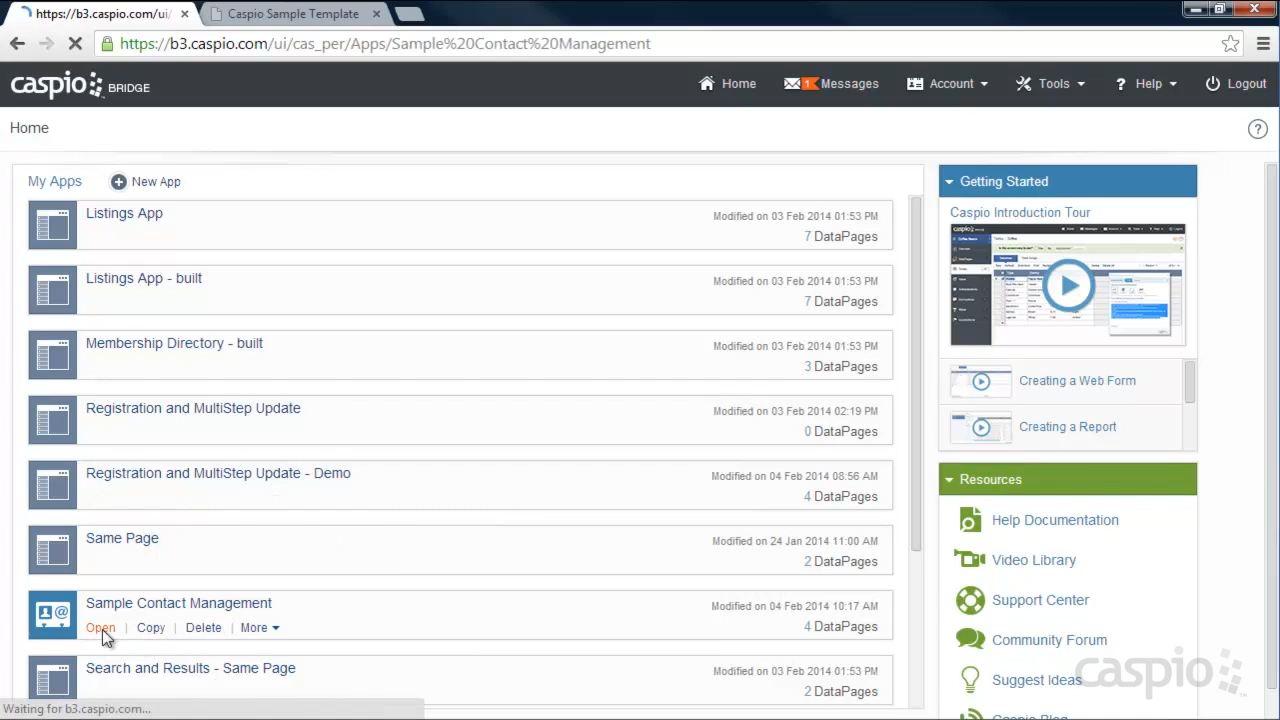 https://b3.caspio.com/ui/
Caspio Sample Template
https://b3.caspio.com/ui/cas_per/Apps/Sample%20Contact%20Management
caspio BRIDGE
Home
1 Messages
Account
Tools
? Help
Logout
Home
?
My Apps
New App
Listings App
Modified on 03 Feb 2014 01:53 PM
7 DataPages
Listings App - built
Modified on 03 Feb 2014 01:53 PM
7 DataPages
Membership Directory - built
Modified on 03 Feb 2014 01:53 PM
3 DataPages
Registration and MultiStep Update
Modified on 03 Feb 2014 02:19 PM
0 DataPages
Registration and MultiStep Update - Demo
Modified on 04 Feb 2014 08:56 AM
4 DataPages
Same Page
Modified on 24 Jan 2014 11:00 AM
2 DataPages
Sample Contact Management
Modified on 04 Feb 2014 10:17 AM
Open | Copy | Delete | More
4 DataPages
Search and Results - Same Page
Modified on 03 Feb 2014 01:53 PM
2 DataPages
Getting Started
Caspio Introduction Tour
Creating a Web Form
Creating a Report
Resources
Help Documentation
Video Library
Support Center
Community Forum
Suggest Ideas
Caspio Blog
caspio
Waiting for b3.caspio.com...